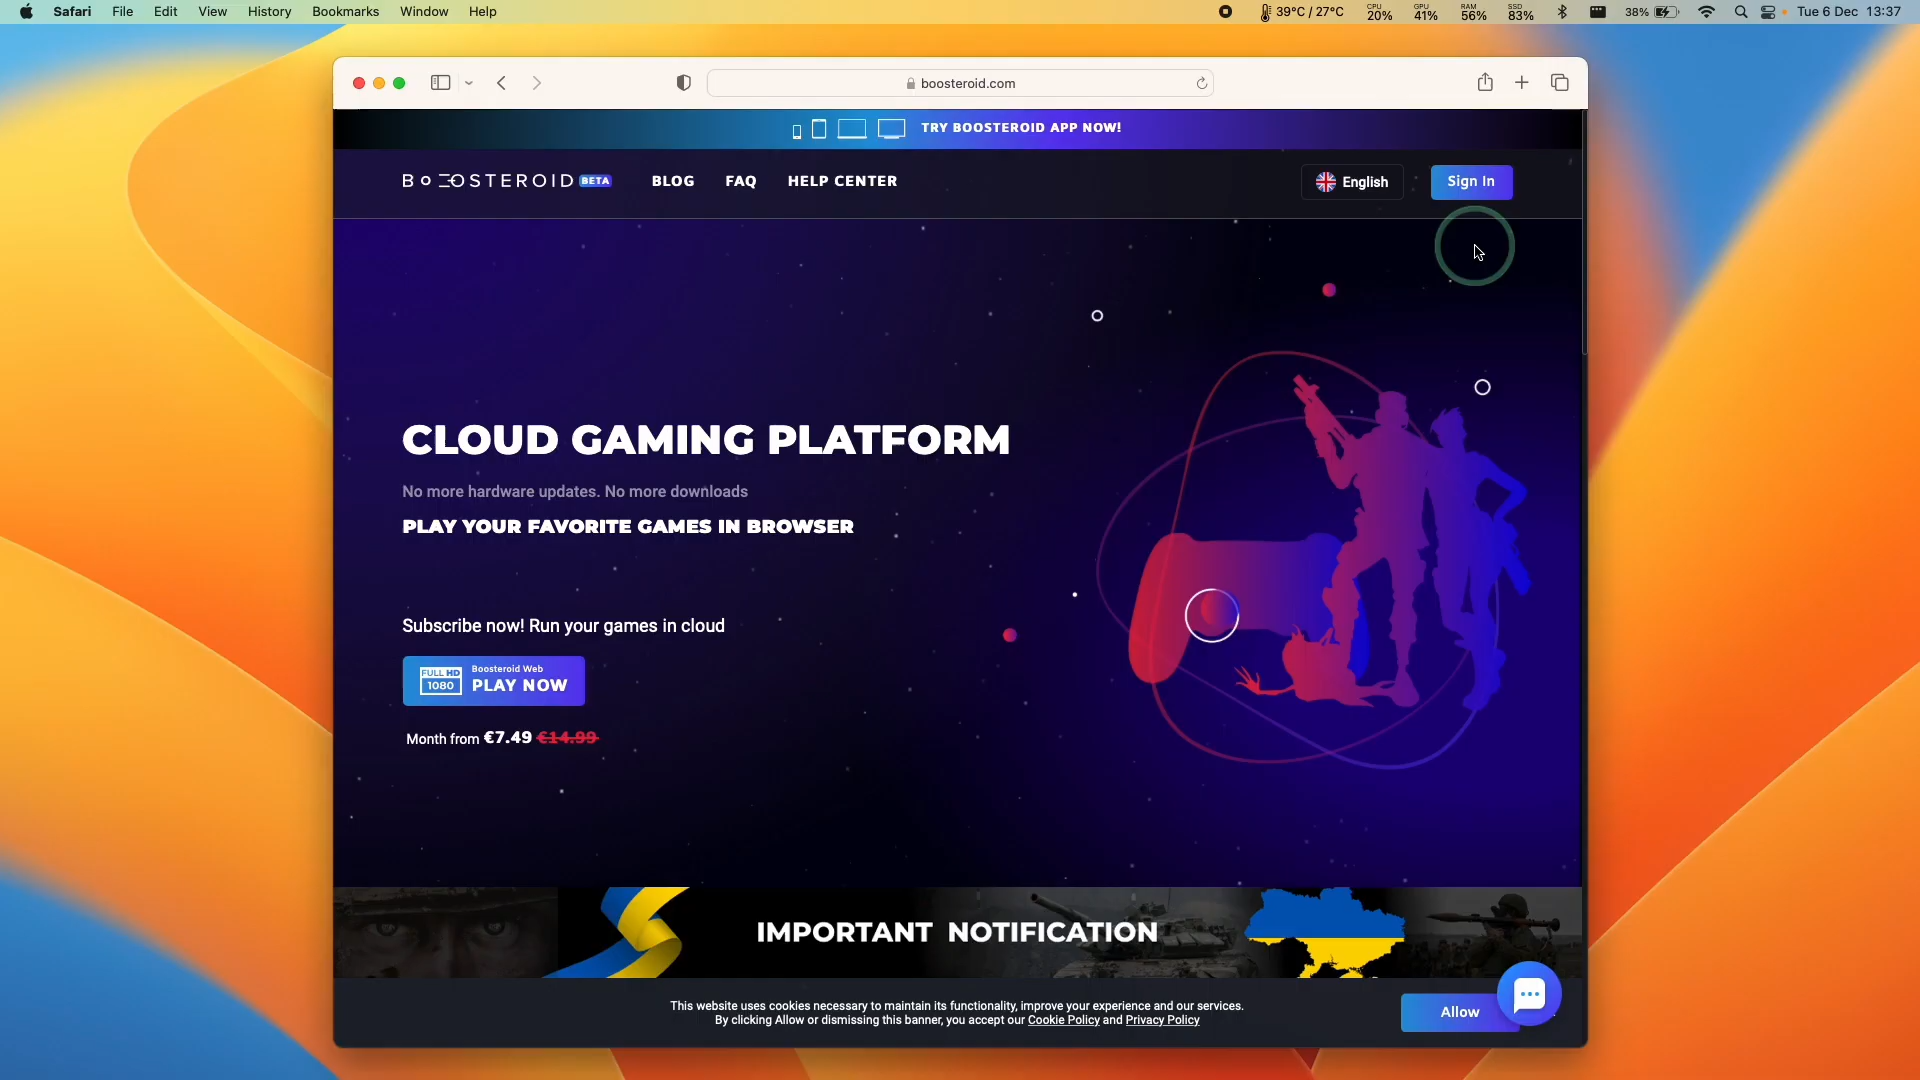 Safari File Edit View History Bookmarks Window Help
39°C / 27°C CPU 20% GPU 41% RAM 56% SSD 83% 38% Tue 6 Dec 13:37
boosteroid.com
TRY BOOSTEROID APP NOW!
BOOSTEROID BETA BLOG FAQ HELP CENTER English Sign In
CLOUD GAMING PLATFORM
No more hardware updates. No more downloads
PLAY YOUR FAVORITE GAMES IN BROWSER
Subscribe now! Run your games in cloud
FULL HD 1080
Boosteroid Web
PLAY NOW
Month from €7.49 €14.99
IMPORTANT NOTIFICATION
This website uses cookies necessary to maintain its functionality, improve your experience and our services.
By clicking Allow or dismissing this banner, you accept our Cookie Policy and Privacy Policy
Allow